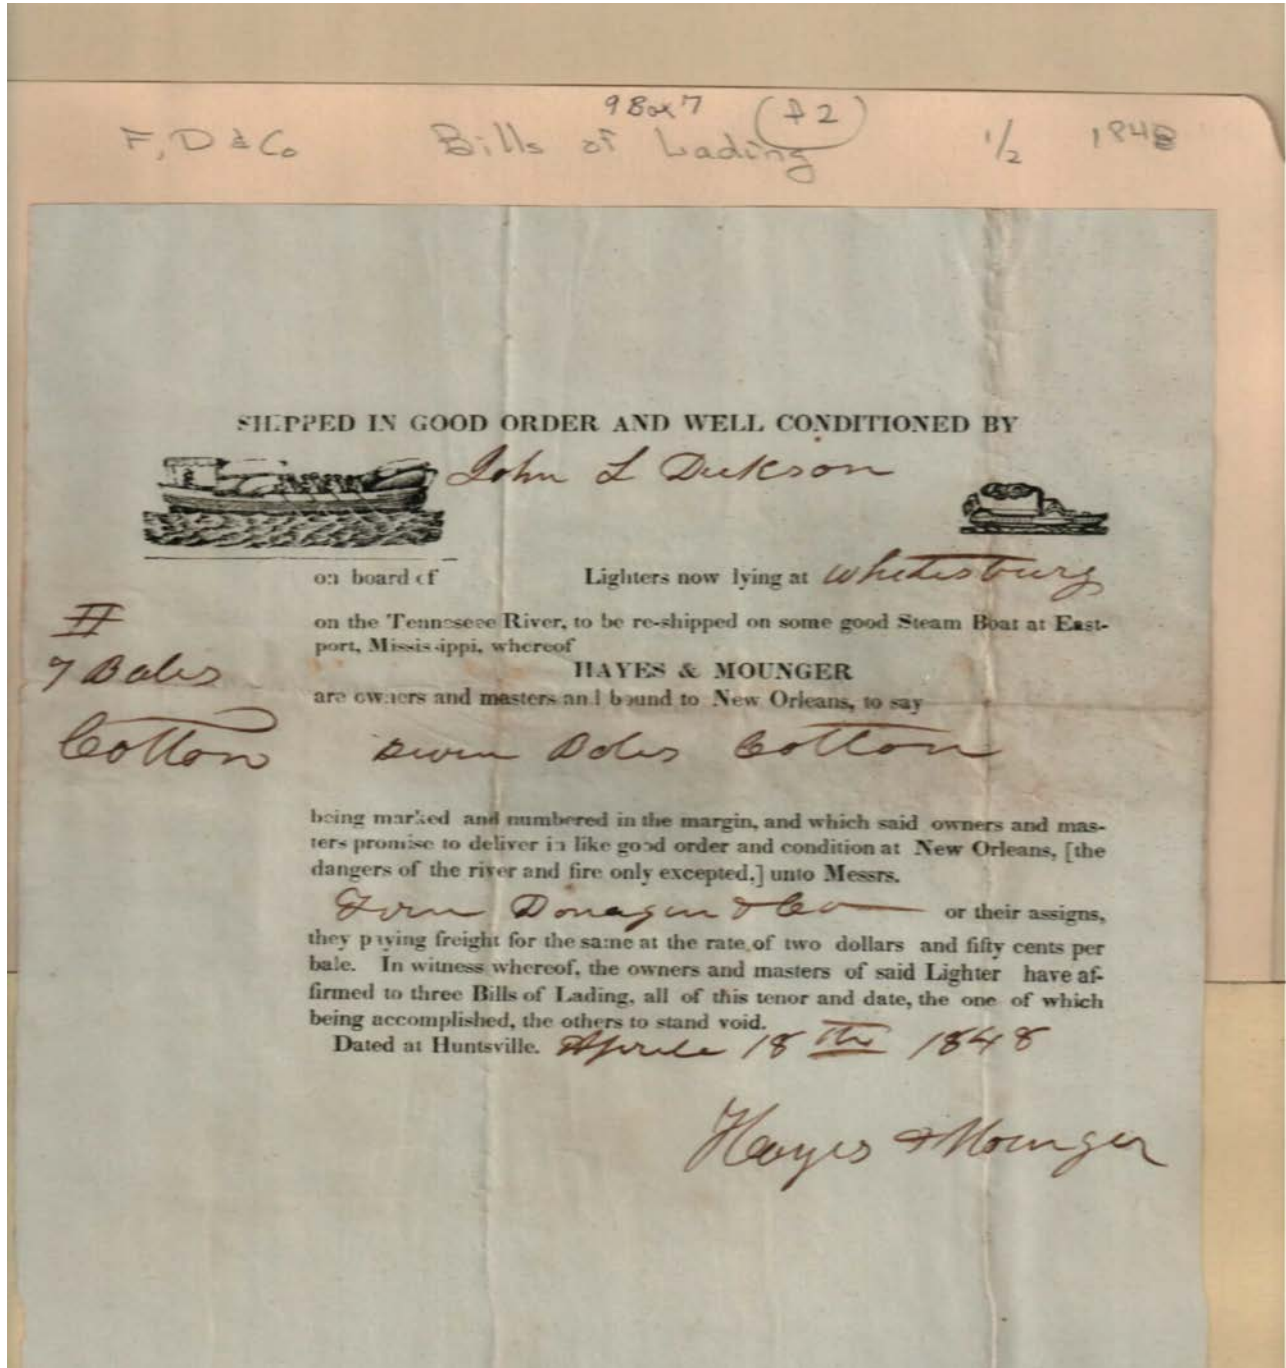 9 Box 7 (f 2)
F, D & Co Bills of Lading 1/2 1848
SHIPPED IN GOOD ORDER AND WELL CONDITIONED BY
John L Dickson
on board of Lighters now lying at Whitesburg
on the Tennessee River, to be re-shipped on some good Steam Boat at East-
port, Mississippi, whereof
HAYES & MOUNGER
are owners and masters and bound to New Orleans, to say
7 Bales
Cotton
Seven Bales Cotton
being marked and numbered in the margin, and which said owners and mas-
ters promise to deliver in like good order and condition at New Orleans, [the
dangers of the river and fire only excepted,] unto Messrs.
Fearn Donegan & Co or their assigns,
they paying freight for the same at the rate of two dollars and fifty cents per
bale. In witness whereof, the owners and masters of said Lighter have af-
firmed to three Bills of Lading, all of this tenor and date, the one of which
being accomplished, the others to stand void.
Dated at Huntsville. Aprile 18th 1848
Hayes & Mounger